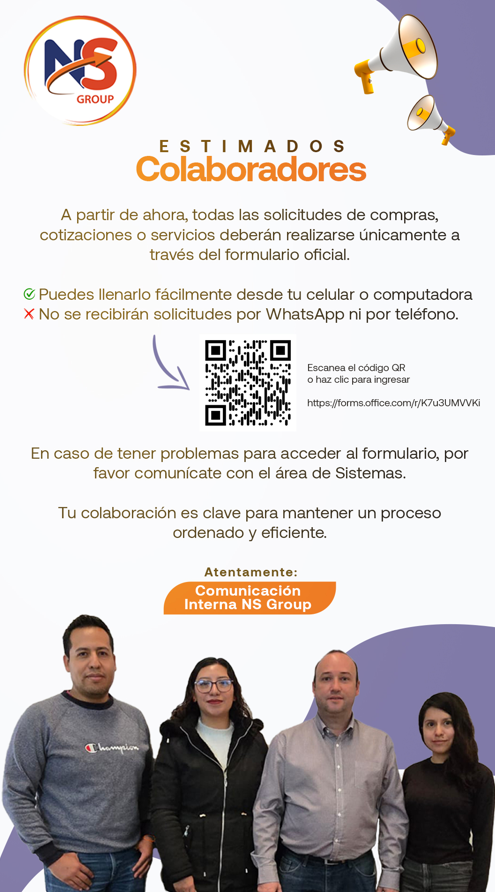 NS
GROUP
ESTIMADOS
Colaboradores
A partir de ahora, todas las solicitudes de compras,
cotizaciones o servicios deberán realizarse únicamente a
través del formulario oficial.
Puedes llenarlo fácilmente desde tu celular o computadora
No se recibirán solicitudes por WhatsApp ni por teléfono.
Escanea el código QR
o haz clic para ingresar
https://forms.office.com/r/K7u3UMVVKi
En caso de tener problemas para acceder al formulario, por
favor comunícate con el área de Sistemas.
Tu colaboración es clave para mantener un proceso
ordenado y eficiente.
Atentamente:
Comunicación
Interna NS Group
Champion